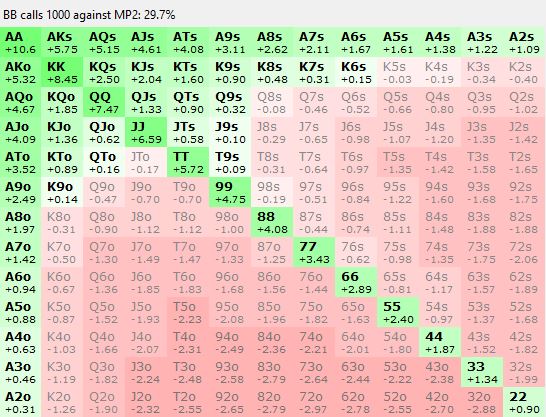 BB calls 1000 against MP2: 29.7%
AA AKs AQs AJs ATs A9s A8s A7s A6s A5s A4s A3s A2s
+10.6 +5.75 +5.15 +4.61 +4.08 +3.11 +2.62 +2.11 +1.67 +1.61 +1.38 +1.22 +1.09
AKo KK KQs KJs KTs K9s K8s K7s K6s K5s K4s K3s K2s
+5.32 +8.45 +2.50 +2.04 +1.60 +0.90 +0.48 +0.31 +0.15 -0.03 -0.19 -0.34 -0.40
AQo KQo QQ QJs QTs Q9s Q8s Q7s Q6s Q5s Q4s Q3s Q2s
+4.67 +1.85 +7.47 +1.33 +0.90 +0.32 -0.08 -0.46 -0.52 -0.66 -0.80 -0.95 -1.02
AJo KJo QJo JJ JTs J9s J8s J7s J6s J5s J4s J3s J2s
+4.09 +1.36 +0.62 +6.59 +0.58 +0.10 -0.29 -0.65 -0.98 -1.07 -1.20 -1.35 -1.42
ATo KTo QTo JTo TT T9s T8s T7s T6s T5s T4s T3s T2s
+3.52 +0.89 +0.16 -0.17 +5.72 +0.09 -0.31 -0.64 -0.97 -1.35 -1.42 -1.58 -1.65
A9o K9o Q9o J9o T9o 99 98s 97s 96s 95s 94s 93s 92s
+2.49 +0.14 -0.47 -0.70 -0.70 +4.75 -0.19 -0.51 -0.84 -1.22 -1.60 -1.68 -1.75
A8o K8o Q8o J8o T8o 98o 88 87s 86s 85s 84s 83s 82s
+1.97 -0.31 -0.90 -1.12 -1.12 -1.00 +4.08 -0.44 -0.74 -1.11 -1.48 -1.88 -1.88
A7o K7o Q7o J7o T7o 97o 87o 77 76s 75s 74s 73s 72s
+1.42 -0.50 -1.30 -1.49 -1.47 -1.33 -1.25 +3.43 -0.62 -0.98 -1.35 -1.75 -2.06
A6o K6o Q6o J6o T6o 96o 86o 76o 66 65s 64s 63s 62s
+0.94 -0.67 -1.36 -1.85 -1.83 -1.68 -1.56 -1.44 +2.89 -0.81 -1.17 -1.57 -1.89
A5o K5o Q5o J5o T5o 95o 85o 75o 65o 55 54s 53s 52s
+0.88 -0.87 -1.52 -1.93 -2.23 -2.08 -1.96 -1.82 -1.63 +2.40 -0.97 -1.37 -1.68
A4o K4o Q4o J4o T4o 94o 84o 74o 64o 54o 44 43s 42s
+0.63 -1.03 -1.66 -2.07 -2.31 -2.49 -2.36 -2.21 -2.01 -1.80 +1.87 -1.52 -1.82
A3o K3o Q3o J3o T3o 93o 83o 73o 63o 53o 43o 33 32s
+0.46 -1.19 -1.82 -2.24 -2.48 -2.58 -2.79 -2.64 -2.44 -2.22 -2.38 +1.34 -1.99
A2o K2o Q2o J2o T2o 92o 82o 72o 62o 52o 42o 32o 22
+0.31 -1.26 -1.90 -2.32 -2.55 -2.65 -2.79 -2.97 -2.78 -2.55 -2.70 -2.88 +0.90